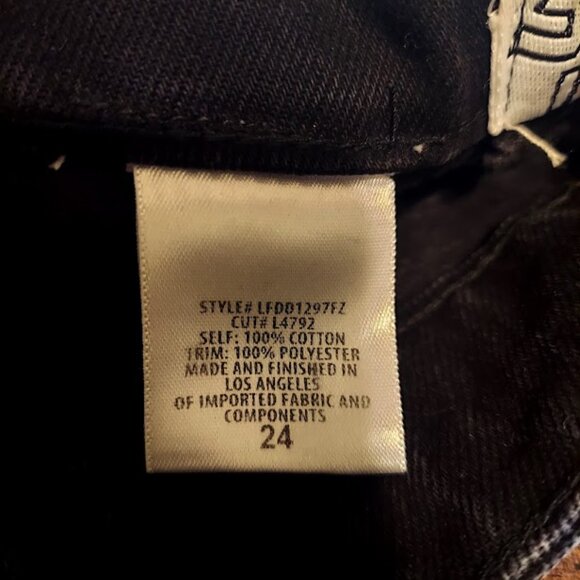 STYLE# LFDD1297FZ
CUT# L4792
SELF: 100% COTTON
TRIM: 100% POLYESTER
MADE AND FINISHED IN
LOS ANGELES
OF IMPORTED FABRIC AND
COMPONENTS
24